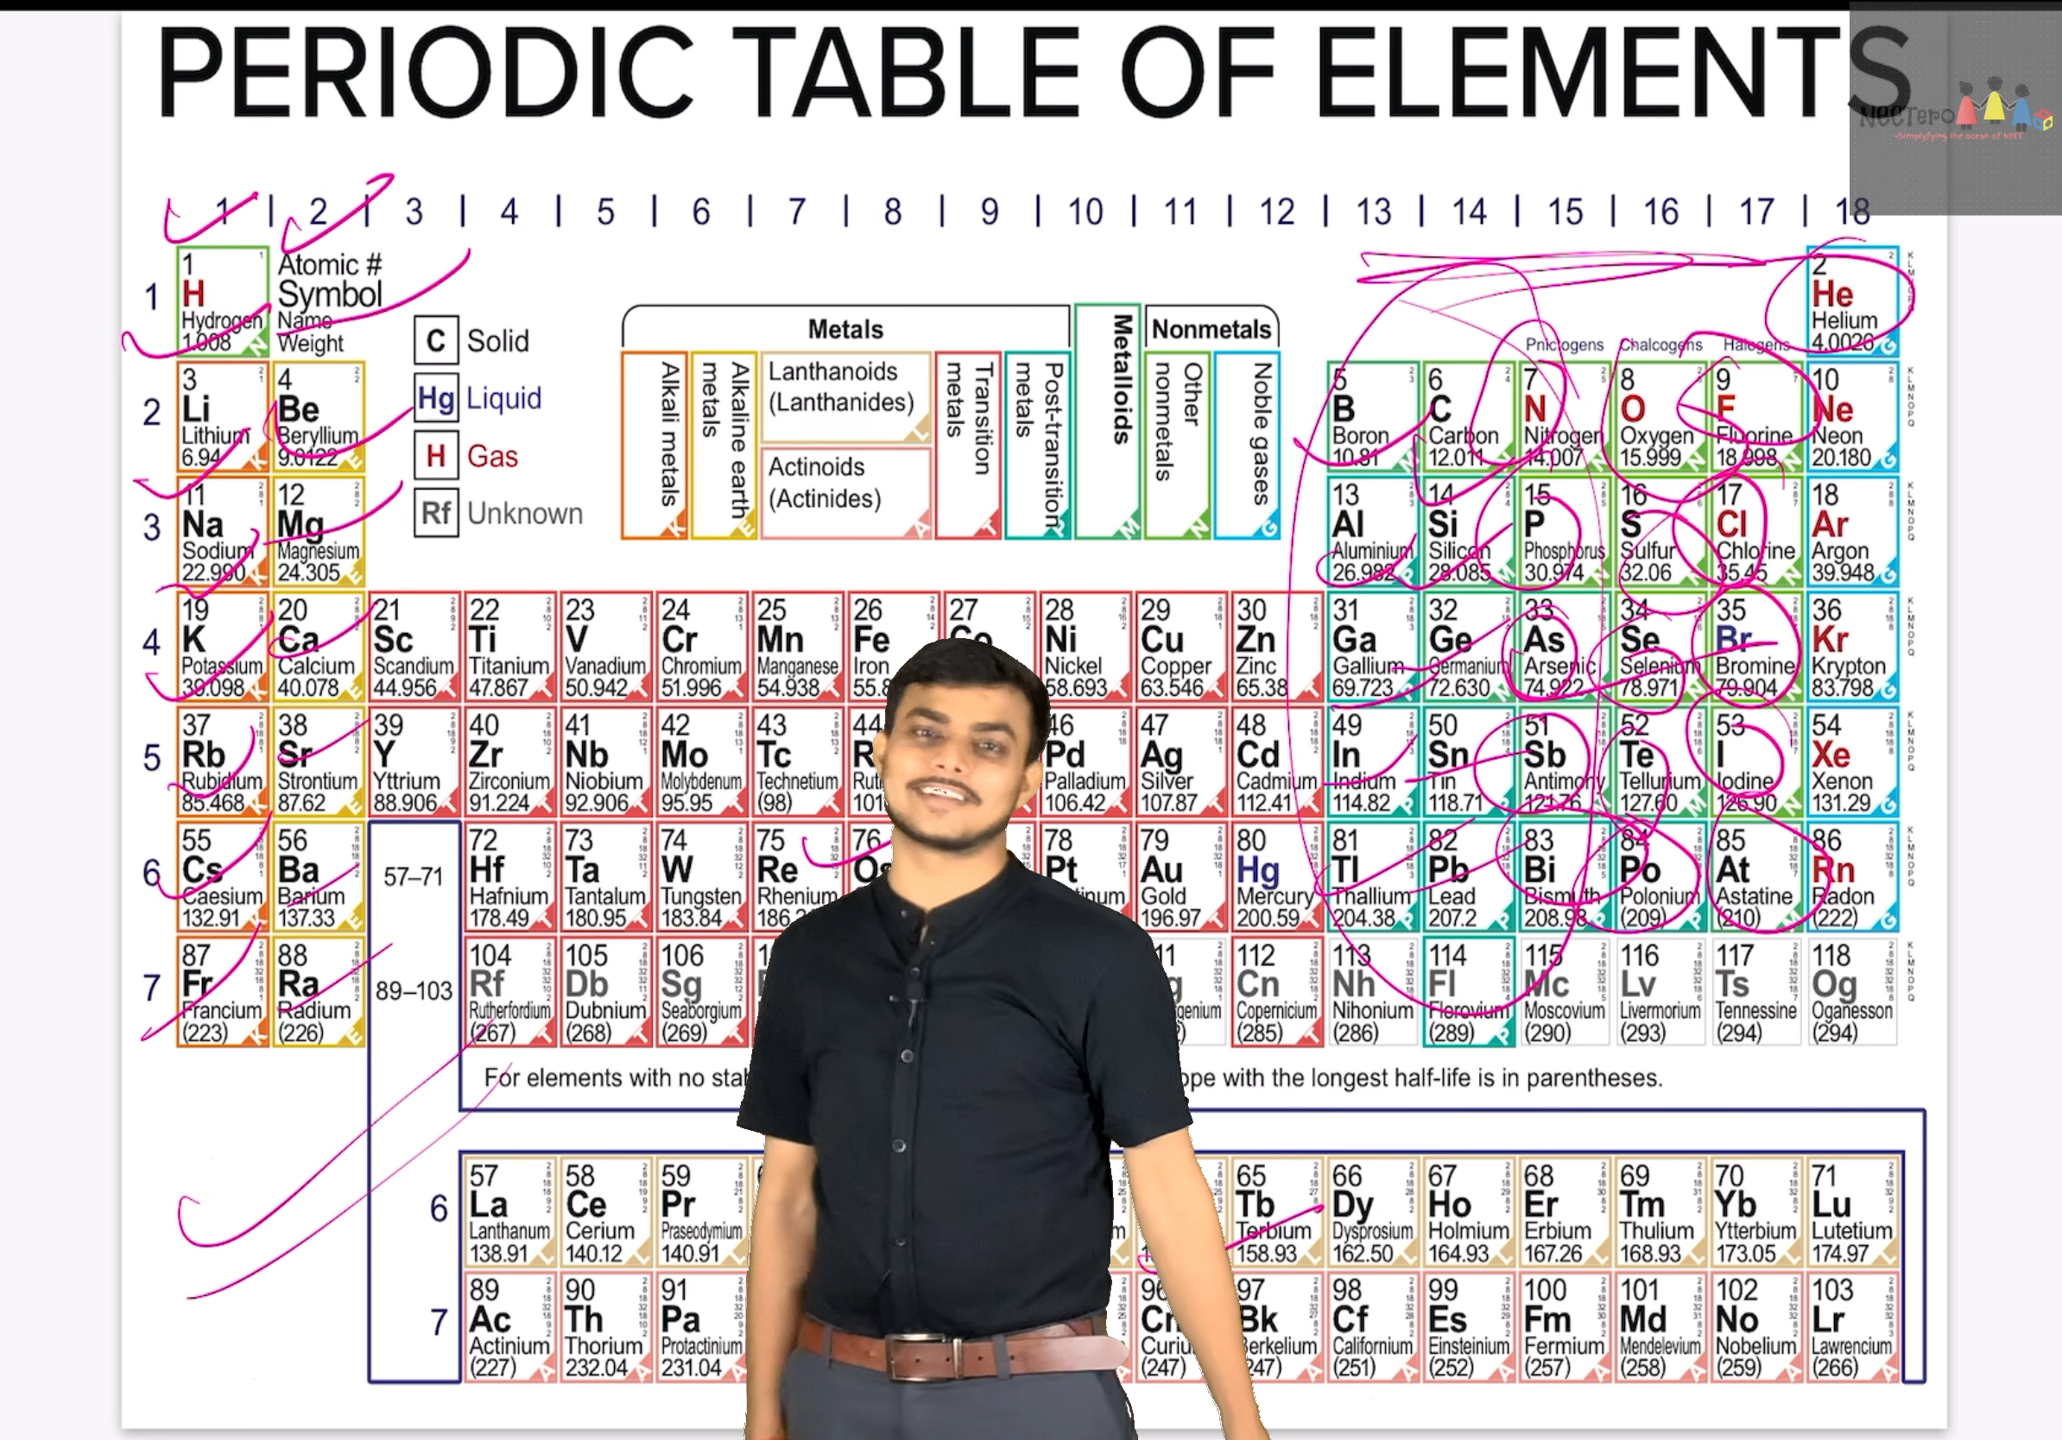 PERIODIC TABLE OF ELEMENTS
NEETero
-Simplyfying the ocean of NEET
1 2 3 4 5 6 7 8 9 10 11 12 13 14 15 16 17 18
1
1 H Hydrogen 1.008 N
Atomic # Symbol Name Weight
2 He Helium 4.0026 G
C Solid
Hg Liquid
H Gas
Rf Unknown
Metals
Metalloids
Nonmetals
Alkali metals K
Alkaline earth metals E
Lanthanoids (Lanthanides) L
Actinoids (Actinides) A
Transition metals T
Post-transition metals P
M
Other nonmetals N
Noble gases G
Pnictogens Chalcogens Halogens
2
3 Li Lithium 6.94 K
4 Be Beryllium 9.0122 E
5 B Boron 10.81 M
6 C Carbon 12.011 N
7 N Nitrogen 14.007 N
8 O Oxygen 15.999 N
9 F Fluorine 18.998 N
10 Ne Neon 20.180 G
3
11 Na Sodium 22.990 K
12 Mg Magnesium 24.305 E
13 Al Aluminium 26.982 P
14 Si Silicon 28.085 M
15 P Phosphorus 30.974 N
16 S Sulfur 32.06 N
17 Cl Chlorine 35.45 N
18 Ar Argon 39.948 G
4
19 K Potassium 39.098 K
20 Ca Calcium 40.078 E
21 Sc Scandium 44.956 T
22 Ti Titanium 47.867 T
23 V Vanadium 50.942 T
24 Cr Chromium 51.996 T
25 Mn Manganese 54.938 T
26 Fe Iron
27 Co
28 Ni Nickel 58.693 T
29 Cu Copper 63.546 T
30 Zn Zinc 65.38 T
31 Ga Gallium 69.723 P
32 Ge Germanium 72.630 M
33 As Arsenic 74.922 M
34 Se Selenium 78.971 N
35 Br Bromine 79.904 N
36 Kr Krypton 83.798 G
5
37 Rb Rubidium 85.468 K
38 Sr Strontium 87.62 E
39 Y Yttrium 88.906 T
40 Zr Zirconium 91.224 T
41 Nb Niobium 92.906 T
42 Mo Molybdenum 95.95 T
43 Tc Technetium (98) T
44
46 Pd Palladium 106.42 T
47 Ag Silver 107.87 T
48 Cd Cadmium 112.41 T
49 In Indium 114.82 P
50 Sn Tin 118.71 P
51 Sb Antimony 121.76 M
52 Te Tellurium 127.60 M
53 I Iodine 126.90 N
54 Xe Xenon 131.29 G
6
55 Cs Caesium 132.91 K
56 Ba Barium 137.33 E
57–71
72 Hf Hafnium 178.49 T
73 Ta Tantalum 180.95 T
74 W Tungsten 183.84 T
75 Re Rhenium
76 Os
78 Pt
79 Au Gold 196.97 T
80 Hg Mercury 200.59 T
81 Tl Thallium 204.38 P
82 Pb Lead 207.2 P
83 Bi Bismuth 208.98 P
84 Po Polonium (209) P
85 At Astatine (210) N
86 Rn Radon (222) G
7
87 Fr Francium (223) K
88 Ra Radium (226) E
89–103
104 Rf Rutherfordium (267) T
105 Db Dubnium (268) T
106 Sg Seaborgium (269) T
112 Cn Copernicium (285) T
113 Nh Nihonium (286)
114 Fl Flerovium (289) P
115 Mc Moscovium (290)
116 Lv Livermorium (293)
117 Ts Tennessine (294)
118 Og Oganesson (294)
For elements with no with the longest half-life is in parentheses.
6
57 La Lanthanum 138.91 L
58 Ce Cerium 140.12 L
59 Pr Praseodymium 140.91 L
65 Tb Terbium 158.93 L
66 Dy Dysprosium 162.50 L
67 Ho Holmium 164.93 L
68 Er Erbium 167.26 L
69 Tm Thulium 168.93 L
70 Yb Ytterbium 173.05 L
71 Lu Lutetium 174.97 L
7
89 Ac Actinium (227) A
90 Th Thorium 232.04 A
91 Pa Protactinium 231.04 A
96 (247) A
97 Bk Berkelium
98 Cf Californium (251) A
99 Es Einsteinium (252) A
100 Fm Fermium (257) A
101 Md Mendelevium (258) A
102 No Nobelium (259) A
103 Lr Lawrencium (266) A